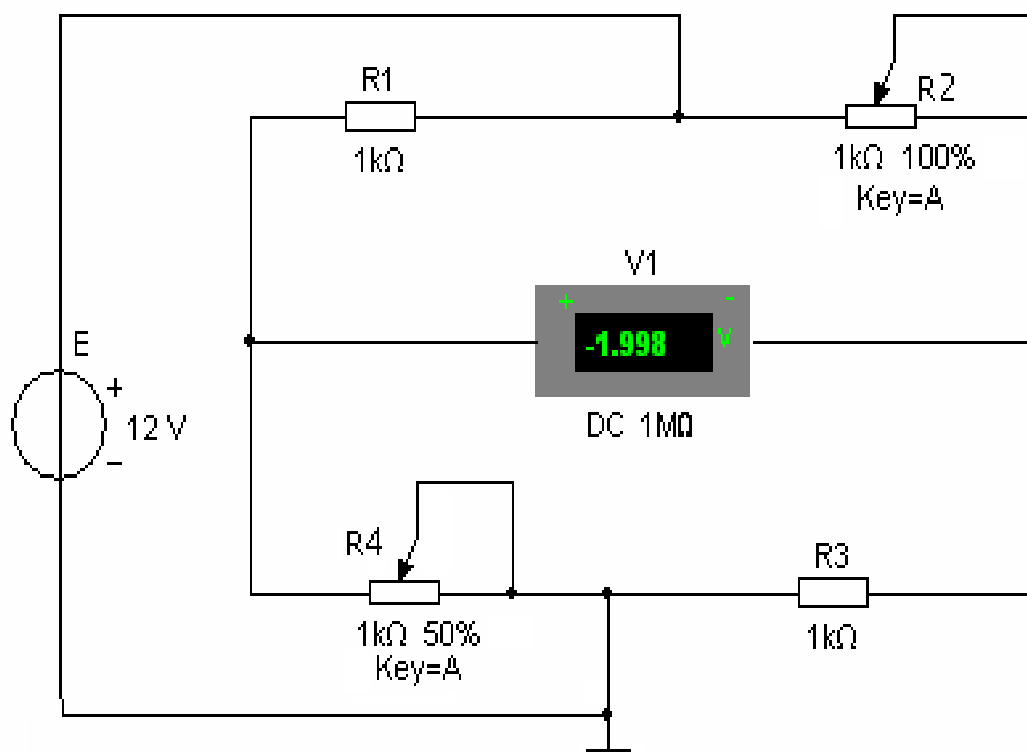 R1
1kΩ
R2
1kΩ 100%
Key=A
V1
+ -
-1.998 V
DC 1MΩ
E
+
12 V
-
R4
1kΩ 50%
Key=A
R3
1kΩ